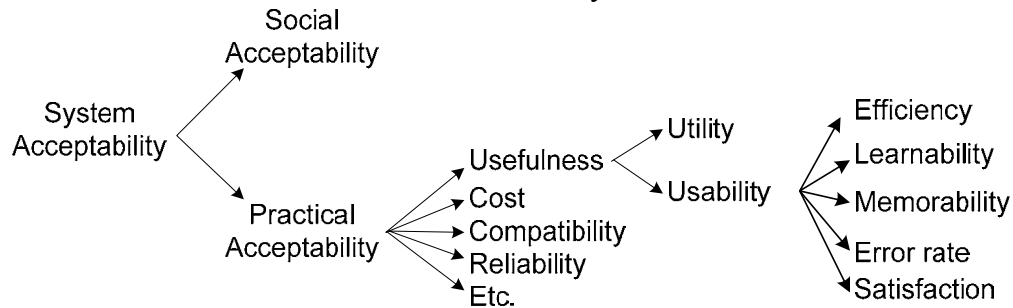 Social
Acceptability
System
Acceptability
Practical
Acceptability
Usefulness
Cost
Compatibility
Reliability
Etc.
Utility
Usability
Efficiency
Learnability
Memorability
Error rate
Satisfaction